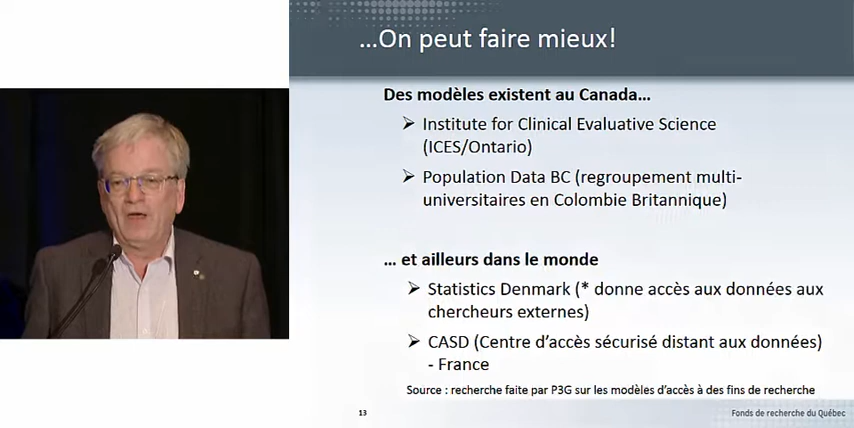 ...On peut faire mieux!
Des modèles existent au Canada...
➢ Institute for Clinical Evaluative Science
(ICES/Ontario)
➢ Population Data BC (regroupement multi-
universitaires en Colombie Britannique)
... et ailleurs dans le monde
➢ Statistics Denmark (* donne accès aux données aux
chercheurs externes)
➢ CASD (Centre d'accès sécurisé distant aux données)
- France
Source : recherche faite par P3G sur les modèles d'accès à des fins de recherche
13
Fonds de recherche du Québec